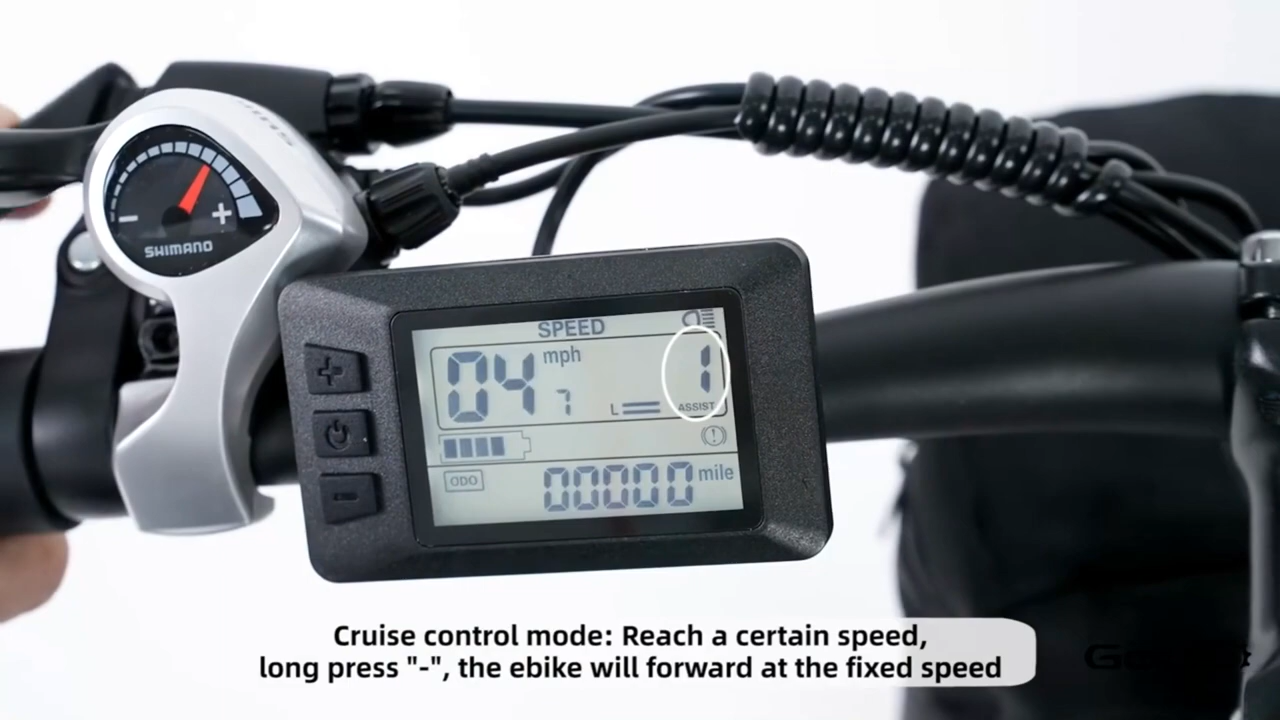 SHIMANO
SPEED
04 mph
7
1
L
ASSIST
ODO
00000 mile
Cruise control mode: Reach a certain speed,
long press "-", the ebike will forward at the fixed speed